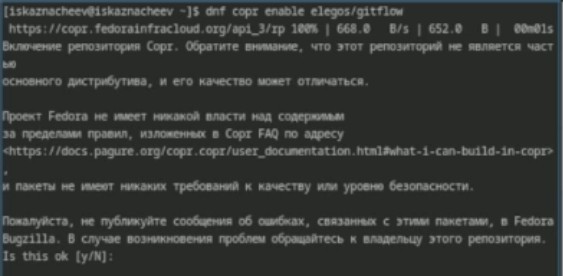 [iskaznacheev@iskaznacheev ~]$ dnf copr enable elegos/gitflow
https://copr.fedorainfracloud.org/api_3/rp 100% | 668.0   B/s | 652.0   B |  00m01s
Включение репозитория Copr. Обратите внимание, что этот репозиторий не является част
ью
основного дистрибутива, и его качество может отличаться.
Проект Fedora не имеет никакой власти над содержимым
за пределами правил, изложенных в Copr FAQ по адресу
<https://docs.pagure.org/copr.copr/user_documentation.html#what-i-can-build-in-copr>
,
и пакеты не имеют никаких требований к качеству или уровню безопасности.
Пожалуйста, не публикуйте сообщения об ошибках, связанных с этими пакетами, в Fedora
Bugzilla. В случае возникновения проблем обращайтесь к владельцу этого репозитория.
Is this ok [y/N]: